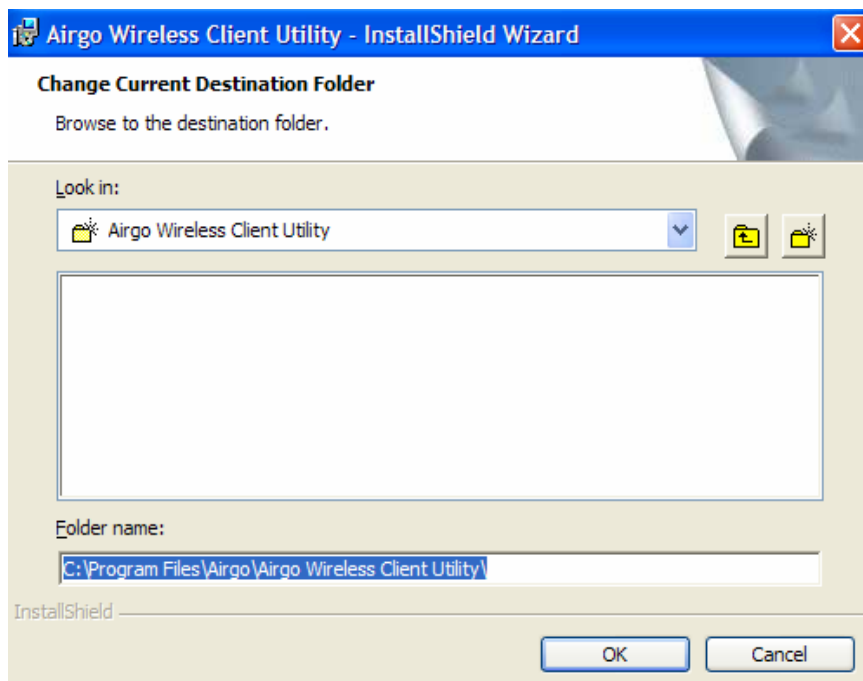 Airgo Wireless Client Utility - InstallShield Wizard
Change Current Destination Folder
Browse to the destination folder.
Look in:
Airgo Wireless Client Utility
Folder name:
C:\Program Files\Airgo\Airgo Wireless Client Utility\
InstallShield
OK Cancel